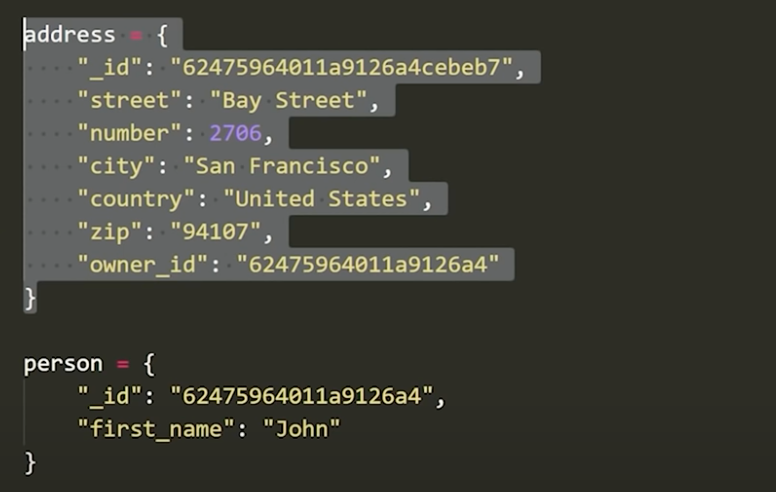 address = {
    "_id": "62475964011a9126a4cebeb7",
    "street": "Bay Street",
    "number": 2706,
    "city": "San Francisco",
    "country": "United States",
    "zip": "94107",
    "owner_id": "62475964011a9126a4"
}
person = {
    "_id": "62475964011a9126a4",
    "first_name": "John"
}